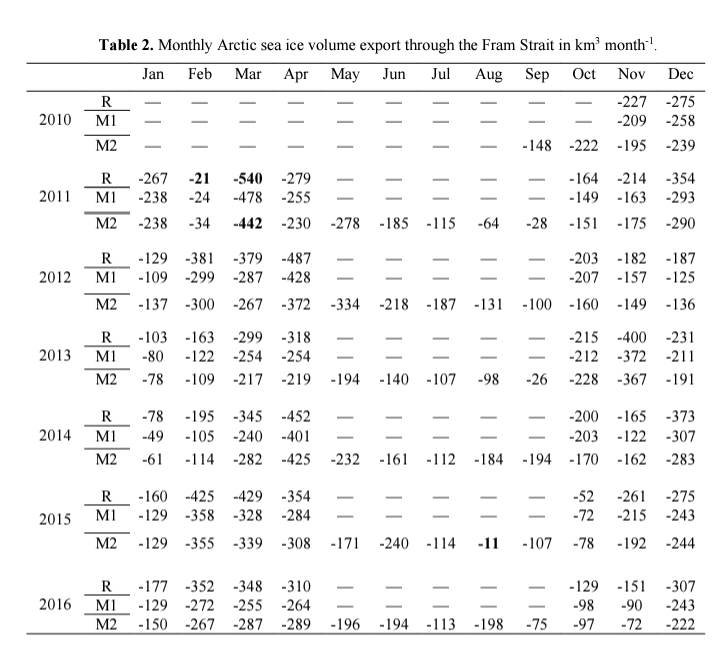 Table 2. Monthly Arctic sea ice volume export through the Fram Strait in km³ month⁻¹.
Jan Feb Mar Apr May Jun Jul Aug Sep Oct Nov Dec
R — — — — — — — — — — -227 -275
2010 M1 — — — — — — — — — — -209 -258
M2 — — — — — — — — -148 -222 -195 -239
R -267 -21 -540 -279 — — — — — -164 -214 -354
2011 M1 -238 -24 -478 -255 — — — — — -149 -163 -293
M2 -238 -34 -442 -230 -278 -185 -115 -64 -28 -151 -175 -290
R -129 -381 -379 -487 — — — — — -203 -182 -187
2012 M1 -109 -299 -287 -428 — — — — — -207 -157 -125
M2 -137 -300 -267 -372 -334 -218 -187 -131 -100 -160 -149 -136
R -103 -163 -299 -318 — — — — — -215 -400 -231
2013 M1 -80 -122 -254 -254 — — — — — -212 -372 -211
M2 -78 -109 -217 -219 -194 -140 -107 -98 -26 -228 -367 -191
R -78 -195 -345 -452 — — — — — -200 -165 -373
2014 M1 -49 -105 -240 -401 — — — — — -203 -122 -307
M2 -61 -114 -282 -425 -232 -161 -112 -184 -194 -170 -162 -283
R -160 -425 -429 -354 — — — — — -52 -261 -275
2015 M1 -129 -358 -328 -284 — — — — — -72 -215 -243
M2 -129 -355 -339 -308 -171 -240 -114 -11 -107 -78 -192 -244
R -177 -352 -348 -310 — — — — — -129 -151 -307
2016 M1 -129 -272 -255 -264 — — — — — -98 -90 -243
M2 -150 -267 -287 -289 -196 -194 -113 -198 -75 -97 -72 -222